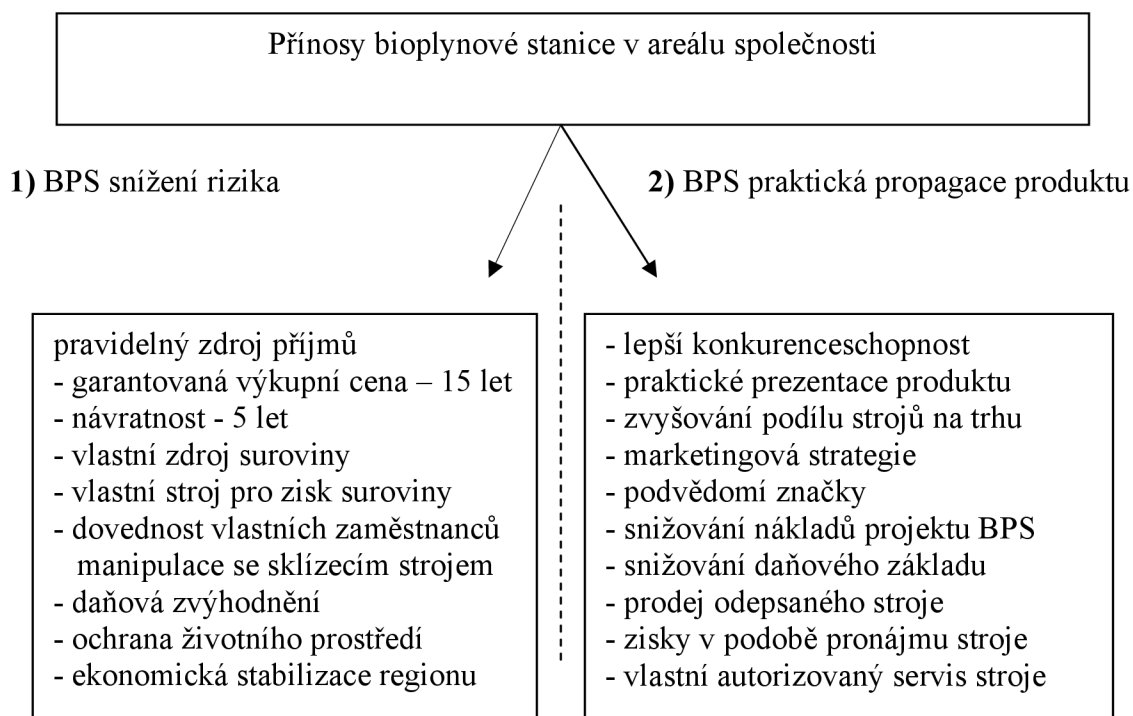 Přínosy bioplynové stanice v areálu společnosti
1) BPS snížení rizika
2) BPS praktická propagace produktu
pravidelný zdroj příjmů
- garantovaná výkupní cena – 15 let
- návratnost - 5 let
- vlastní zdroj suroviny
- vlastní stroj pro zisk suroviny
- dovednost vlastních zaměstnanců
manipulace se sklízecím strojem
- daňová zvýhodnění
- ochrana životního prostředí
- ekonomická stabilizace regionu
- lepší konkurenceschopnost
- praktické prezentace produktu
- zvyšování podílu strojů na trhu
- marketingová strategie
- podvědomí značky
- snižování nákladů projektu BPS
- snižování daňového základu
- prodej odepsaného stroje
- zisky v podobě pronájmu stroje
- vlastní autorizovaný servis stroje